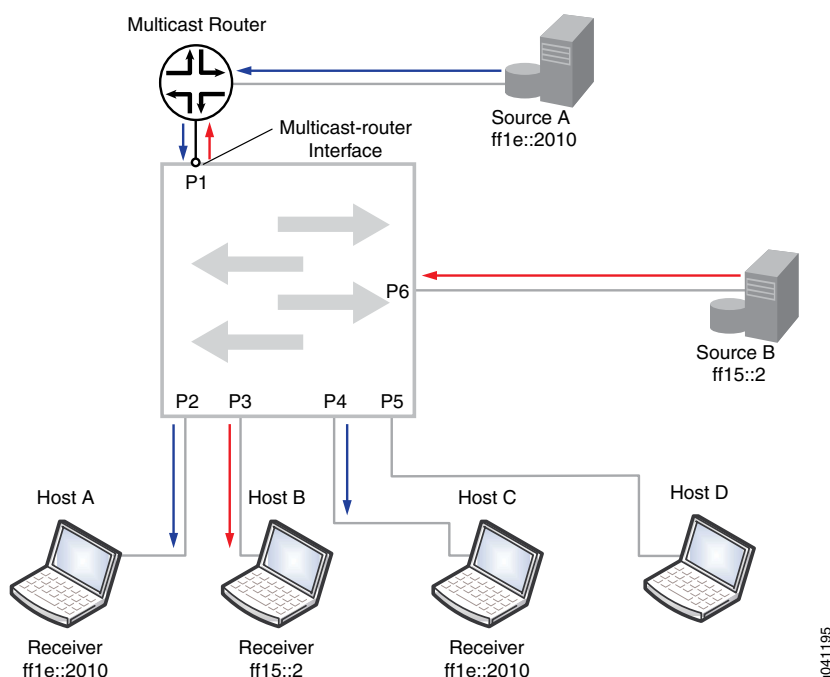 Multicast Router
Source A
ff1e::2010
Multicast-router
Interface
P1
P6
Source B
ff15::2
P2
P3
P4
P5
Host A
Host B
Host C
Host D
Receiver
ff1e::2010
Receiver
ff15::2
Receiver
ff1e::2010
g041195